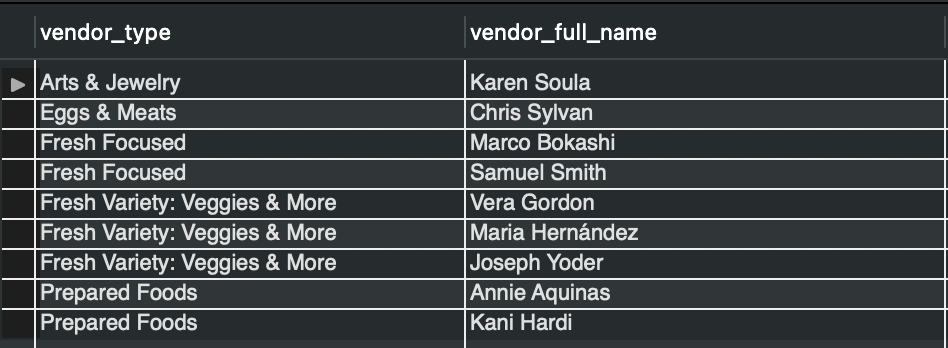 vendor_type vendor_full_name
Arts & Jewelry Karen Soula
Eggs & Meats Chris Sylvan
Fresh Focused Marco Bokashi
Fresh Focused Samuel Smith
Fresh Variety: Veggies & More Vera Gordon
Fresh Variety: Veggies & More Maria Hernández
Fresh Variety: Veggies & More Joseph Yoder
Prepared Foods Annie Aquinas
Prepared Foods Kani Hardi